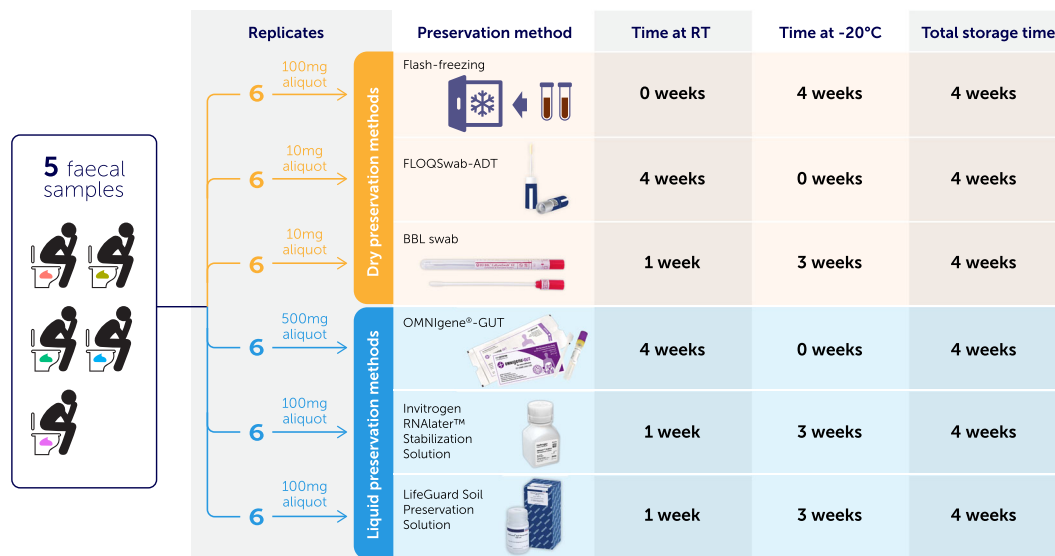 Replicates
Preservation method
Time at RT
Time at -20°C
Total storage time
5 faecal
samples
Dry preservation methods
100mg
aliquot
6
Flash-freezing
0 weeks
4 weeks
4 weeks
10mg
aliquot
6
FLOQSwab-ADT
4 weeks
0 weeks
4 weeks
10mg
aliquot
6
BBL swab
1 week
3 weeks
4 weeks
Liquid preservation methods
500mg
aliquot
6
OMNIgene®-GUT
OMNIgene•GUT
4 weeks
0 weeks
4 weeks
100mg
aliquot
6
Invitrogen
RNAlater™
Stabilization
Solution
1 week
3 weeks
4 weeks
100mg
aliquot
6
LifeGuard Soil
Preservation
Solution
1 week
3 weeks
4 weeks